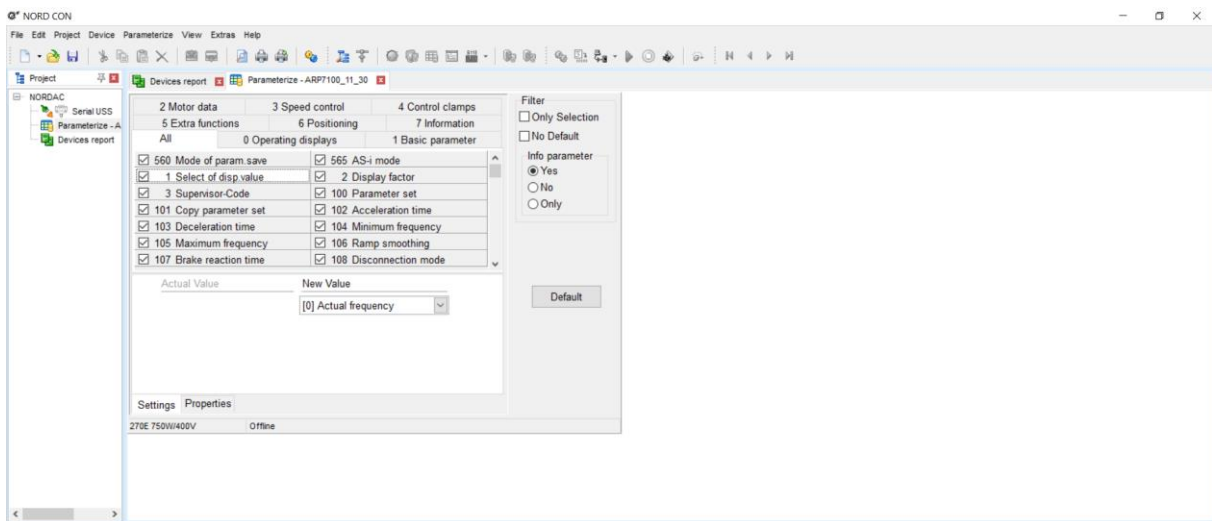 NORD CON
File Edit Project Device Parameterize View Extras Help
Project
Devices report
Parameterize - ARP7100_11_30
NORDAC
Serial USS
Parameterize - A
Devices report
2 Motor data 3 Speed control 4 Control clamps
5 Extra functions 6 Positioning 7 Information
All 0 Operating displays 1 Basic parameter
560 Mode of param.save 565 AS-i mode
1 Select of disp.value 2 Display factor
3 Supervisor-Code 100 Parameter set
101 Copy parameter set 102 Acceleration time
103 Deceleration time 104 Minimum frequency
105 Maximum frequency 106 Ramp smoothing
107 Brake reaction time 108 Disconnection mode
Actual Value New Value
[0] Actual frequency
Settings Properties
270E 750W/400V Offline
Filter
Only Selection
No Default
Info parameter
Yes
No
Only
Default